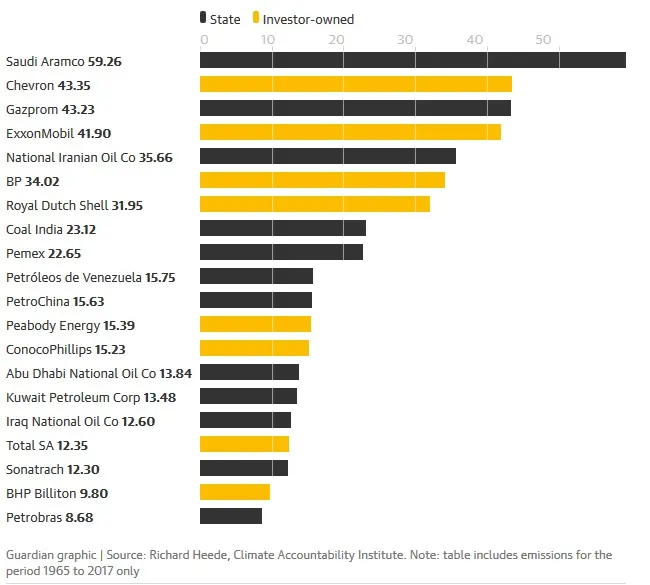 State Investor-owned
0 10 20 30 40 50
Saudi Aramco 59.26
Chevron 43.35
Gazprom 43.23
ExxonMobil 41.90
National Iranian Oil Co 35.66
BP 34.02
Royal Dutch Shell 31.95
Coal India 23.12
Pemex 22.65
Petróleos de Venezuela 15.75
PetroChina 15.63
Peabody Energy 15.39
ConocoPhillips 15.23
Abu Dhabi National Oil Co 13.84
Kuwait Petroleum Corp 13.48
Iraq National Oil Co 12.60
Total SA 12.35
Sonatrach 12.30
BHP Billiton 9.80
Petrobras 8.68
Guardian graphic | Source: Richard Heede, Climate Accountability Institute. Note: table includes emissions for the
period 1965 to 2017 only